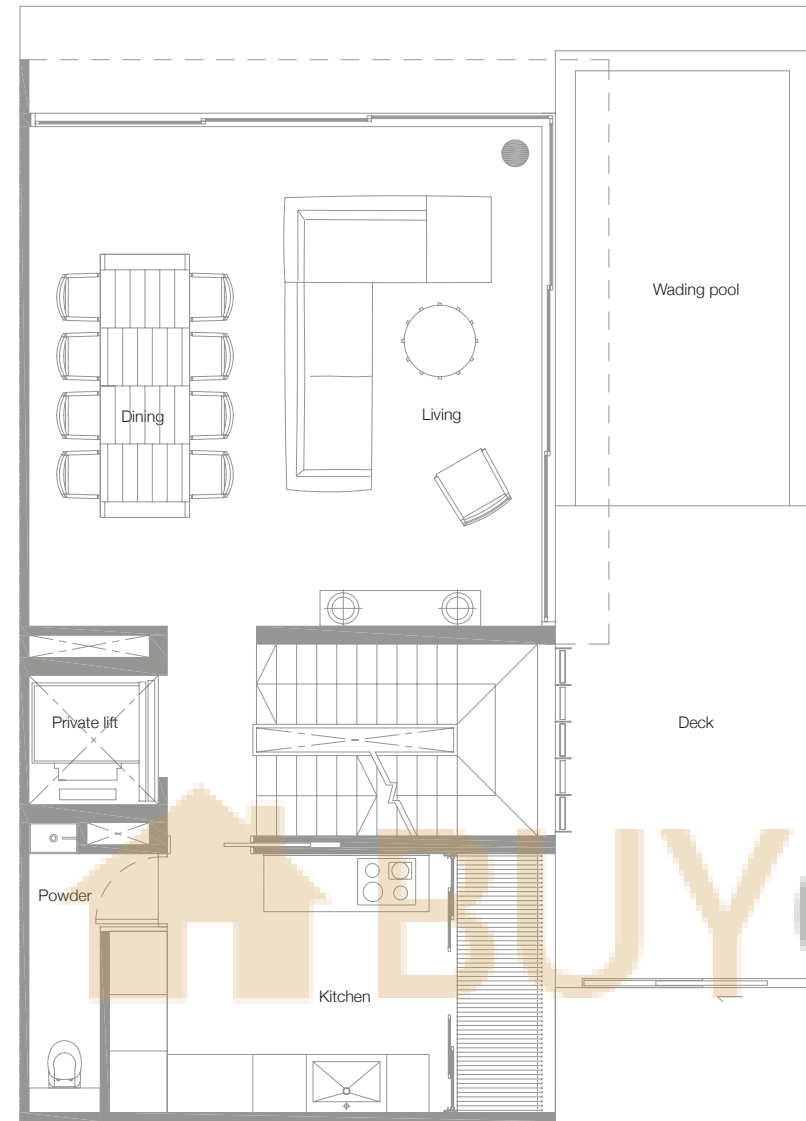 Wading pool
Dining
Living
Private lift
Deck
Powder
Kitchen
BUY